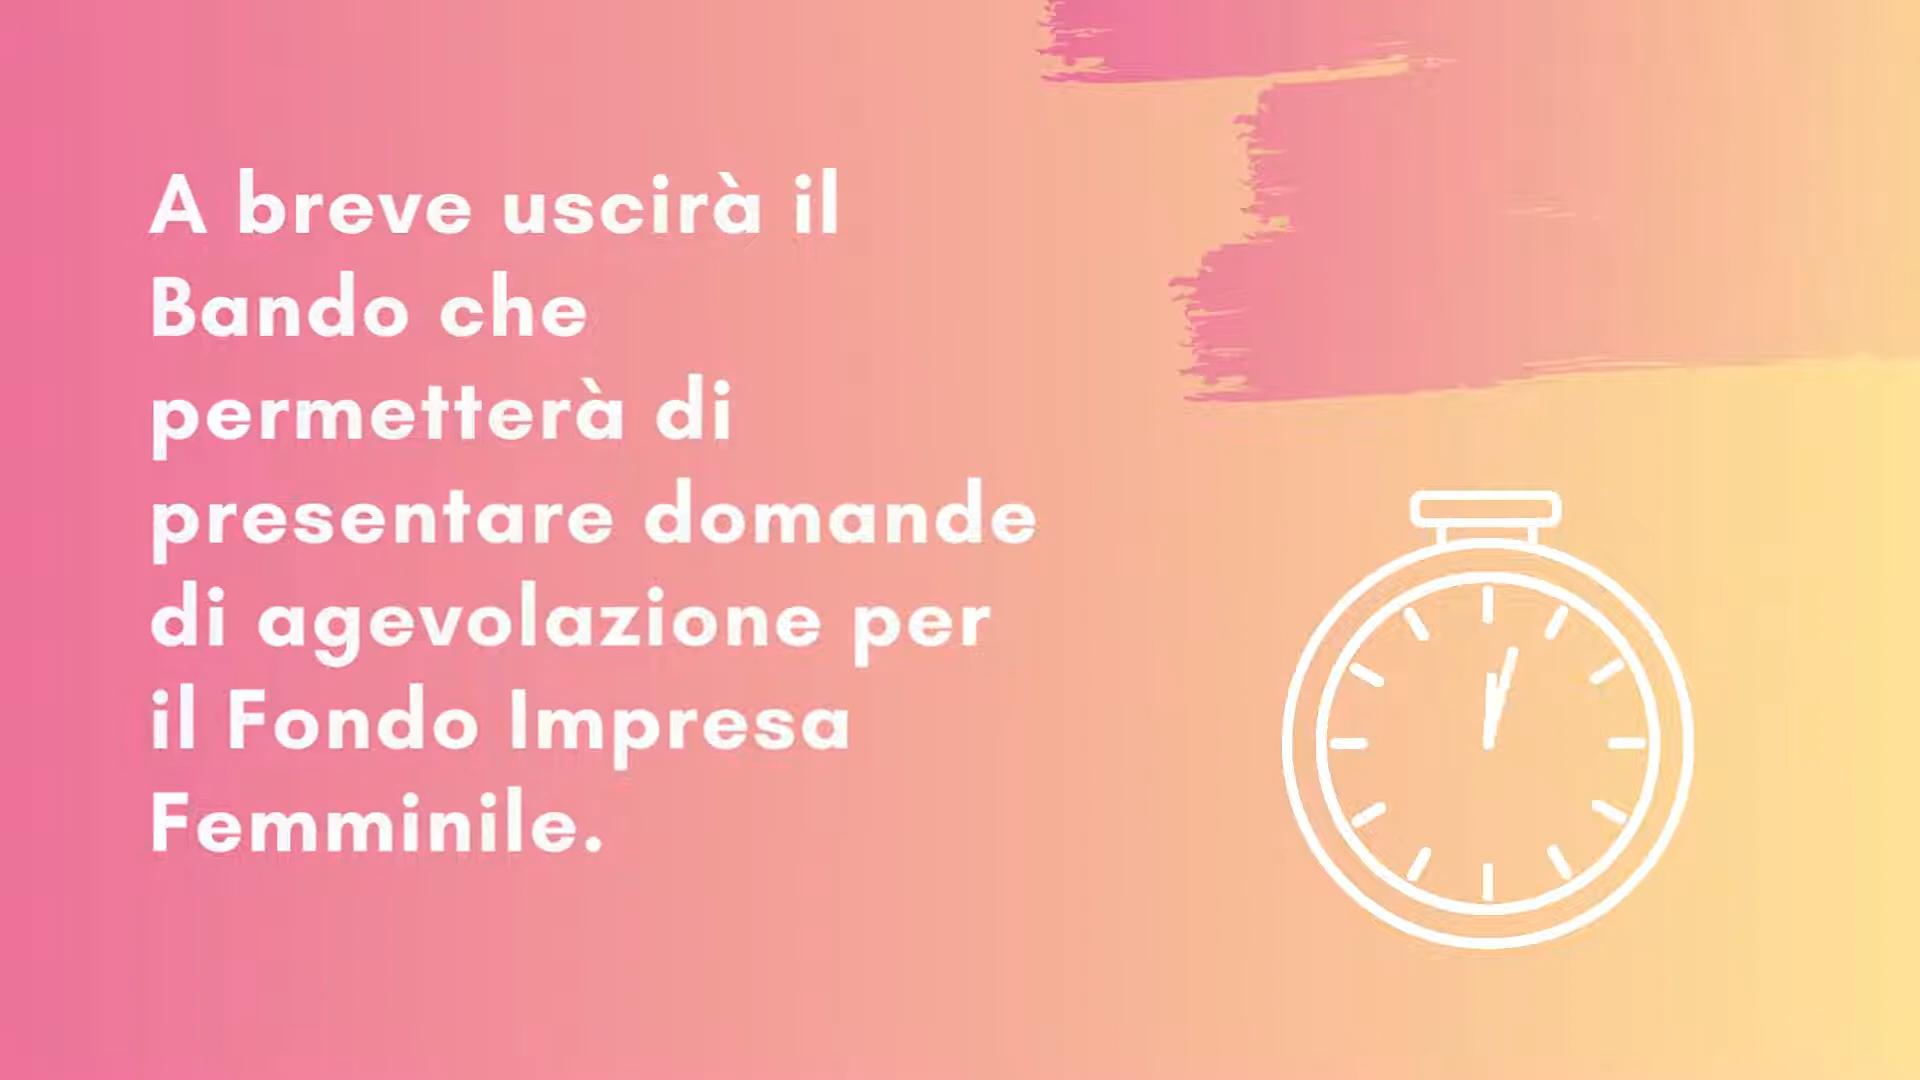 A breve uscirà il
Bando che
permetterà di
presentare domande
di agevolazione per
il Fondo Impresa
Femminile.